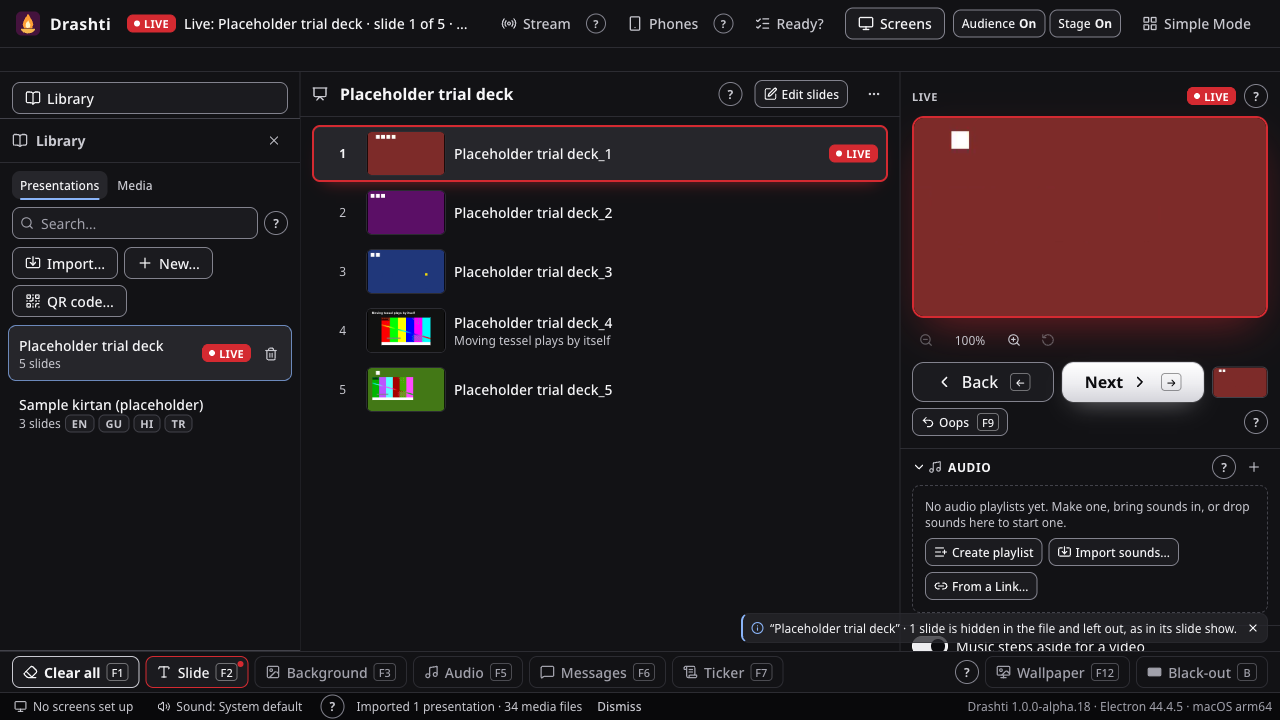 Drashti
LIVE
Live: Placeholder trial deck · slide 1 of 5 · ...
Stream
?
Phones
?
Ready?
Screens
Audience On
Stage On
Simple Mode
Library
Library
Presentations
Media
Search...
?
Import...
New...
QR code...
Placeholder trial deck
5 slides
LIVE
Sample kirtan (placeholder)
3 slides EN GU HI TR
Placeholder trial deck
?
Edit slides
...
1 Placeholder trial deck_1 LIVE
2 Placeholder trial deck_2
3 Placeholder trial deck_3
4 Placeholder trial deck_4
Moving tessel plays by itself
Moving tessel plays by itself
5 Placeholder trial deck_5
LIVE
LIVE
?
100%
Back
Next
Oops F9
?
AUDIO
?
No audio playlists yet. Make one, bring sounds in, or drop
sounds here to start one.
Create playlist
Import sounds...
From a Link...
“Placeholder trial deck” · 1 slide is hidden in the file and left out, as in its slide show.
Music steps aside for a video
Clear all F1
Slide F2
Background F3
Audio F5
Messages F6
Ticker F7
?
Wallpaper F12
Black-out B
No screens set up
Sound: System default
?
Imported 1 presentation · 34 media files
Dismiss
Drashti 1.0.0-alpha.18 · Electron 44.4.5 · macOS arm64